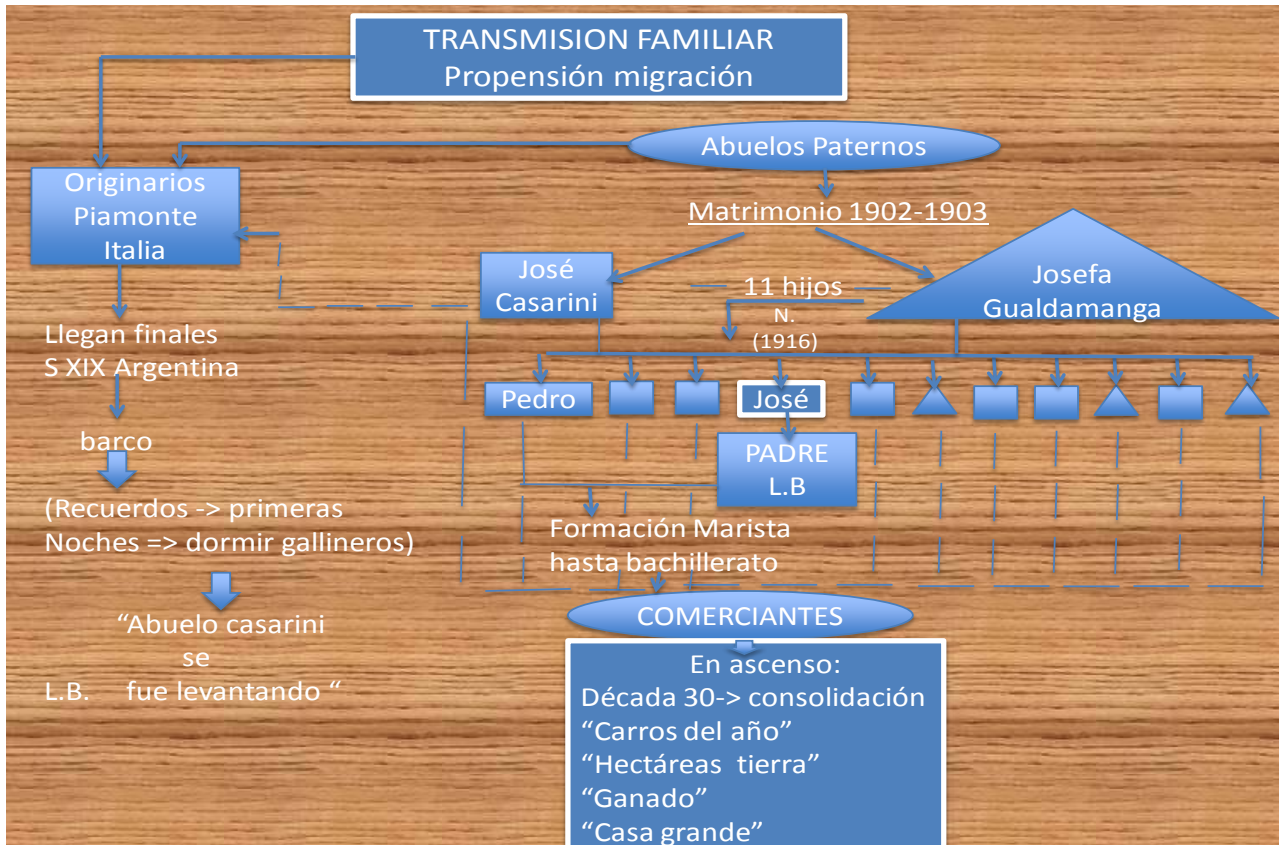 TRANSMISION FAMILIAR
Propensión migración
Abuelos Paternos
Originarios
Piamonte
Italia
Matrimonio 1902-1903
José
Casarini
11 hijos
N.
(1916)
Josefa
Gualdamanga
Llegan finales
S XIX Argentina
barco
(Recuerdos -> primeras
Noches => dormir gallineros)
“Abuelo casarini
se
L.B. fue levantando “
Pedro
José
PADRE
L.B
Formación Marista
hasta bachillerato
COMERCIANTES
En ascenso:
Década 30-> consolidación
“Carros del año”
“Hectáreas tierra”
“Ganado”
“Casa grande”